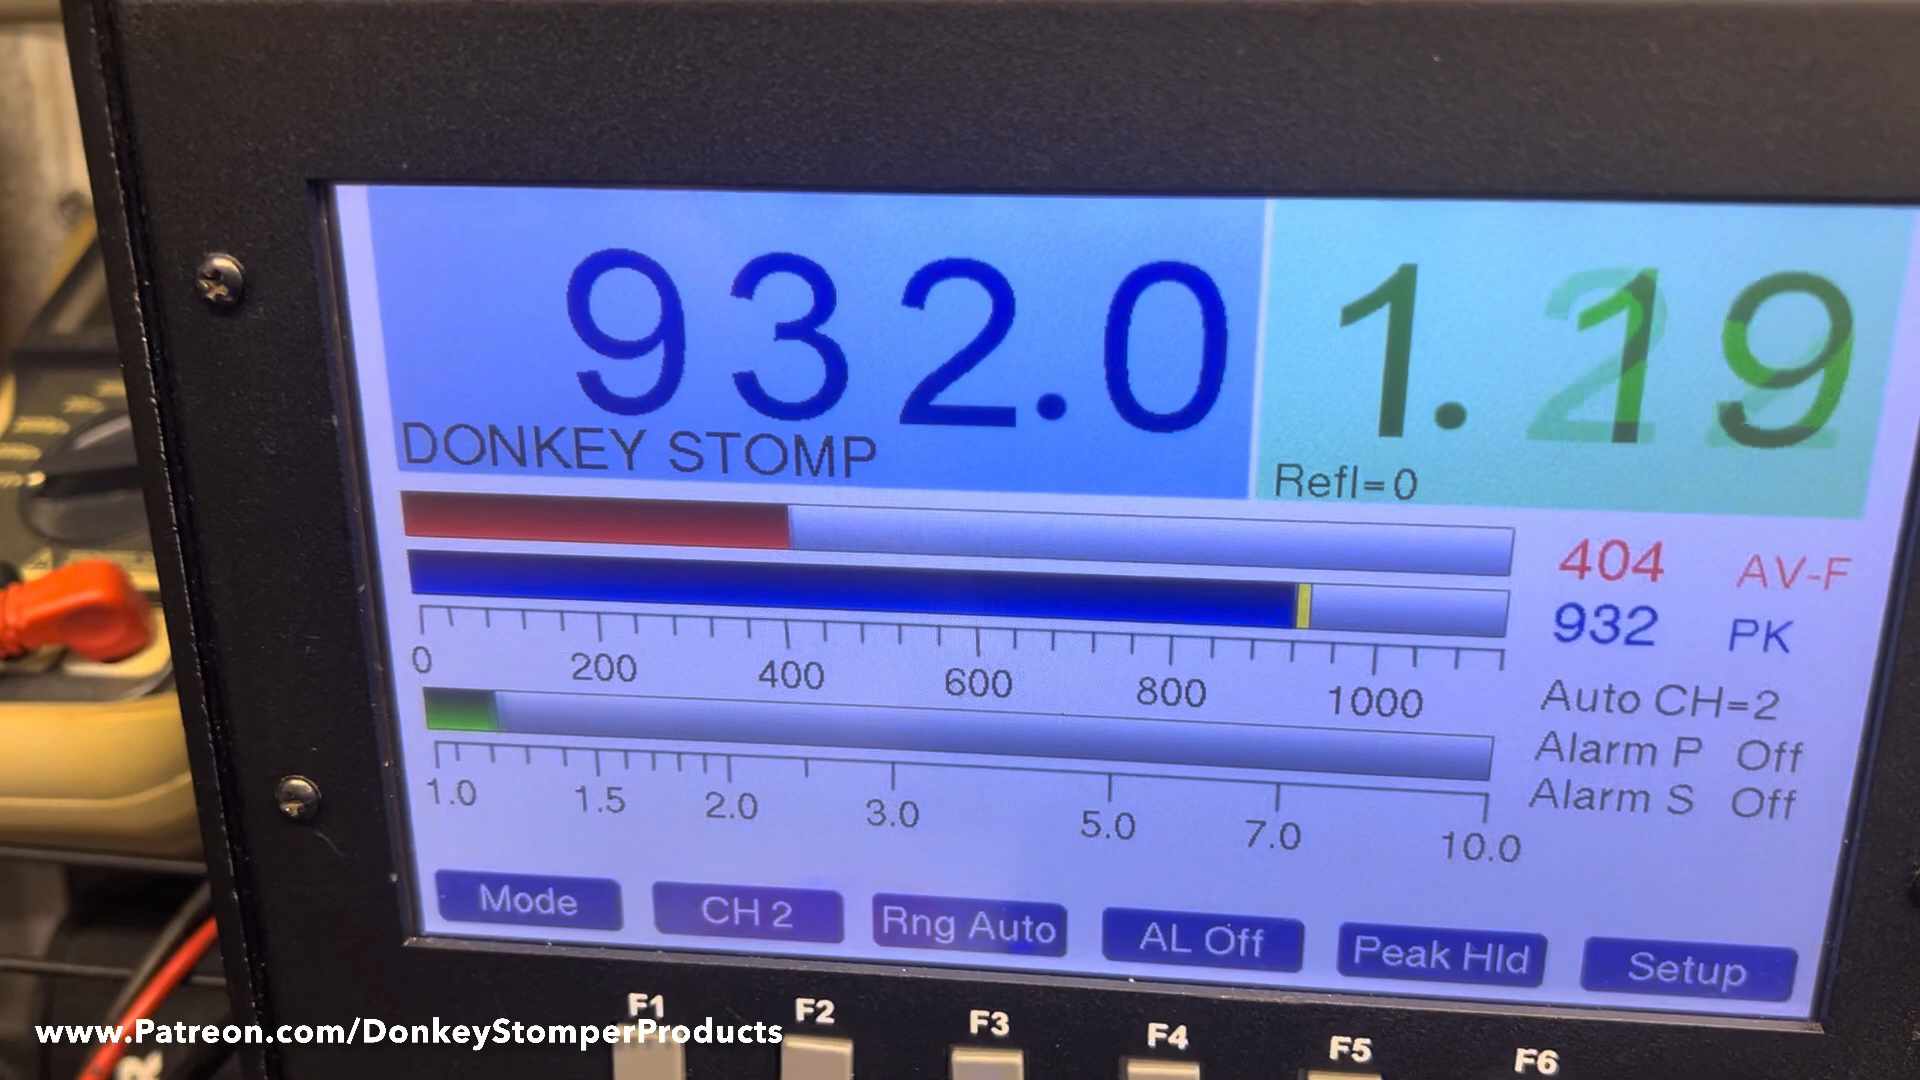 932.0
1.19
DONKEY STOMP
Refl=0
404 AV-F
932 PK
0 200 400 600 800 1000
Auto CH=2
Alarm P Off
Alarm S Off
1.0 1.5 2.0 3.0 5.0 7.0 10.0
Mode CH 2 Rng Auto AL Off Peak Hld Setup
F1 F2 F3 F4 F5 F6
www.Patreon.com/DonkeyStomperProducts